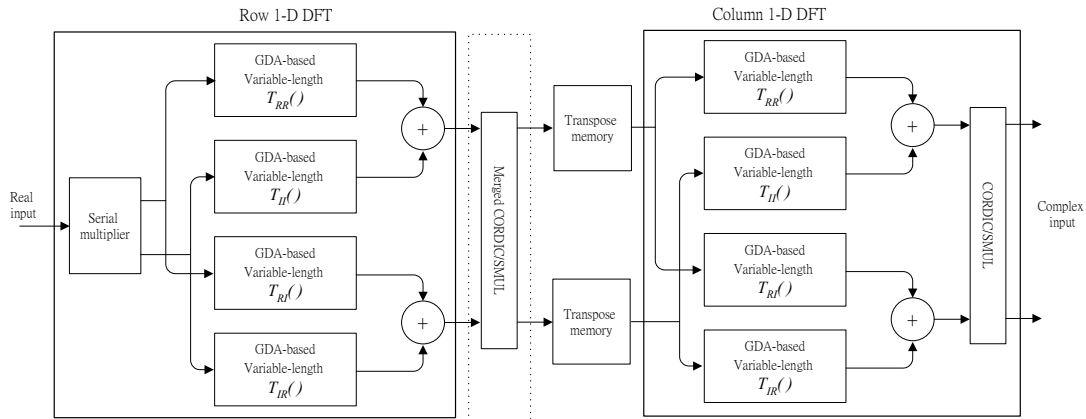 Row 1-D DFT
Column 1-D DFT
Real
input
Serial
multiplier
GDA-based
Variable-length
T_RR()
GDA-based
Variable-length
T_II()
GDA-based
Variable-length
T_RI()
GDA-based
Variable-length
T_IR()
+
+
Merged CORDIC/SMUL
Transpose
memory
Transpose
memory
GDA-based
Variable-length
T_RR()
GDA-based
Variable-length
T_II()
GDA-based
Variable-length
T_RI()
GDA-based
Variable-length
T_IR()
+
+
CORDIC/SMUL
Complex
input